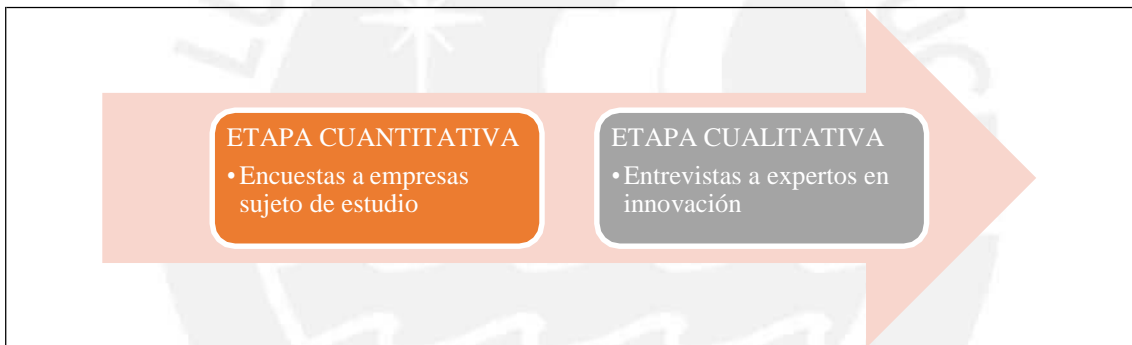 ETAPA CUANTITATIVA
• Encuestas a empresas
sujeto de estudio
ETAPA CUALITATIVA
• Entrevistas a expertos en
innovación